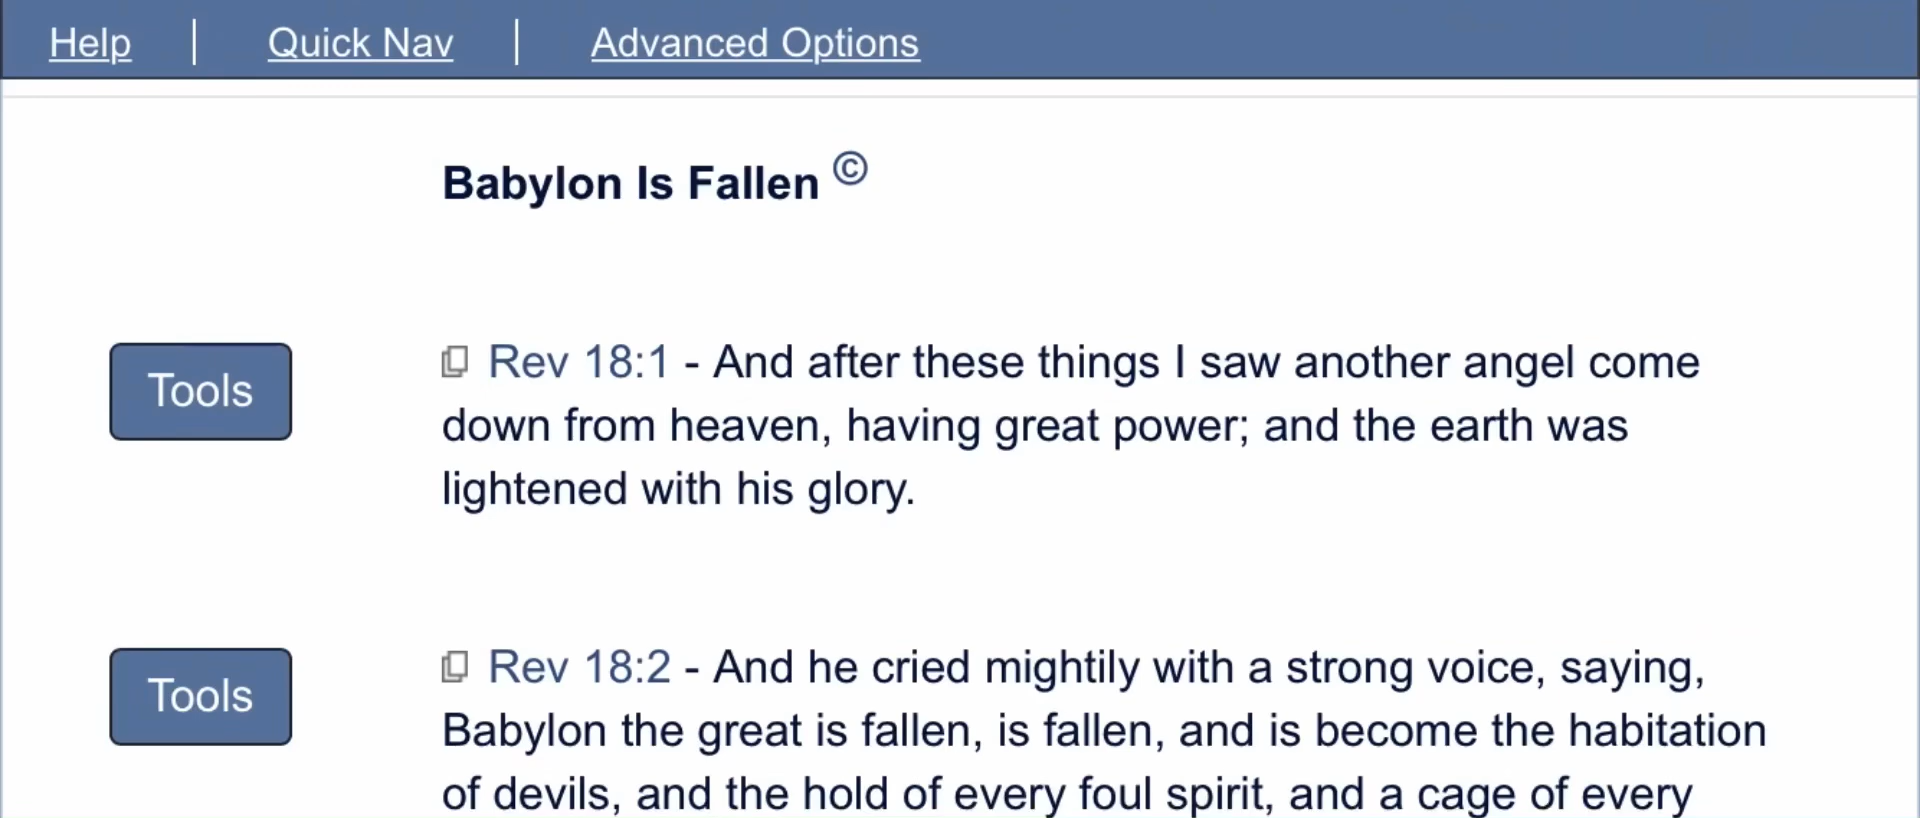 Help | Quick Nav | Advanced Options
Babylon Is Fallen ©
Tools
Rev 18:1 - And after these things I saw another angel come
down from heaven, having great power; and the earth was
lightened with his glory.
Tools
Rev 18:2 - And he cried mightily with a strong voice, saying,
Babylon the great is fallen, is fallen, and is become the habitation
of devils, and the hold of every foul spirit, and a cage of every